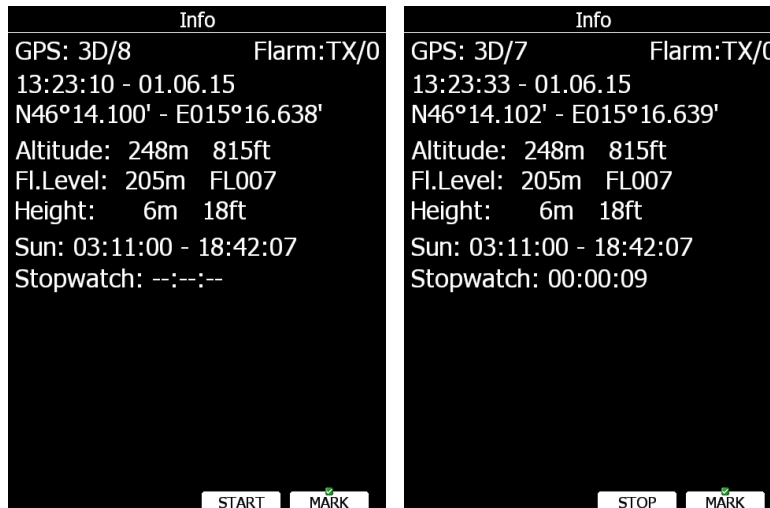 Info
GPS: 3D/8 Flarm:TX/0
13:23:10 - 01.06.15
N46°14.100' - E015°16.638'
Altitude: 248m 815ft
Fl.Level: 205m FL007
Height: 6m 18ft
Sun: 03:11:00 - 18:42:07
Stopwatch: --:--:--
START MARK
Info
GPS: 3D/7 Flarm:TX/0
13:23:33 - 01.06.15
N46°14.102' - E015°16.639'
Altitude: 248m 815ft
Fl.Level: 205m FL007
Height: 6m 18ft
Sun: 03:11:00 - 18:42:07
Stopwatch: 00:00:09
STOP MARK